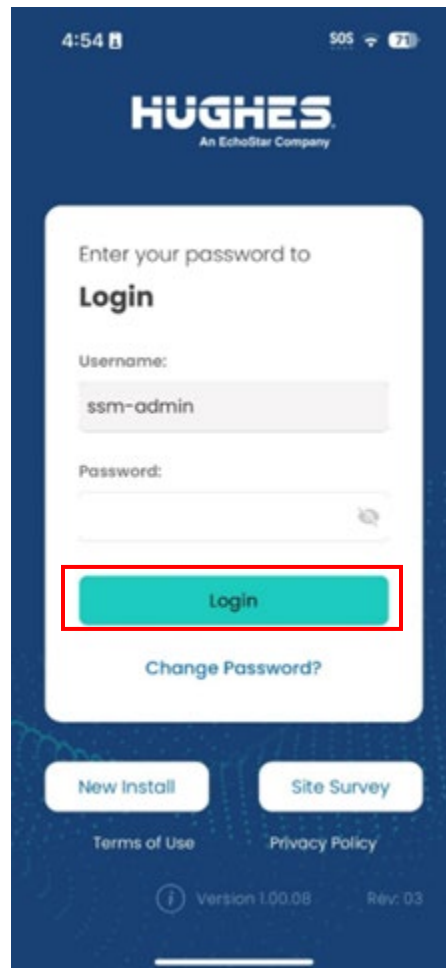 4:54 SOS 71
HUGHES.
An EchoStar Company
Enter your password to
Login
Username:
ssm-admin
Password:
Login
Change Password?
New Install Site Survey
Terms of Use Privacy Policy
i Version 1.00.08 Rev: 03